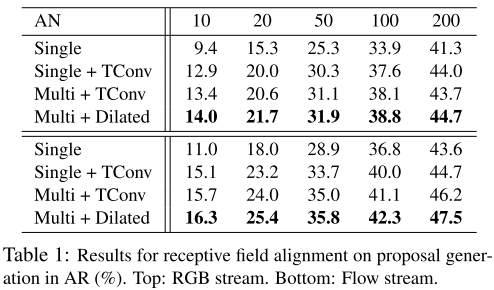 AN 10 20 50 100 200
Single 9.4 15.3 25.3 33.9 41.3
Single + TConv 12.9 20.0 30.3 37.6 44.0
Multi + TConv 13.4 20.6 31.1 38.1 43.7
Multi + Dilated 14.0 21.7 31.9 38.8 44.7
Single 11.0 18.0 28.9 36.8 43.6
Single + TConv 15.1 23.2 33.7 40.0 44.7
Multi + TConv 15.7 24.0 35.0 41.1 46.2
Multi + Dilated 16.3 25.4 35.8 42.3 47.5
Table 1: Results for receptive field alignment on proposal gener-
ation in AR (%). Top: RGB stream. Bottom: Flow stream.